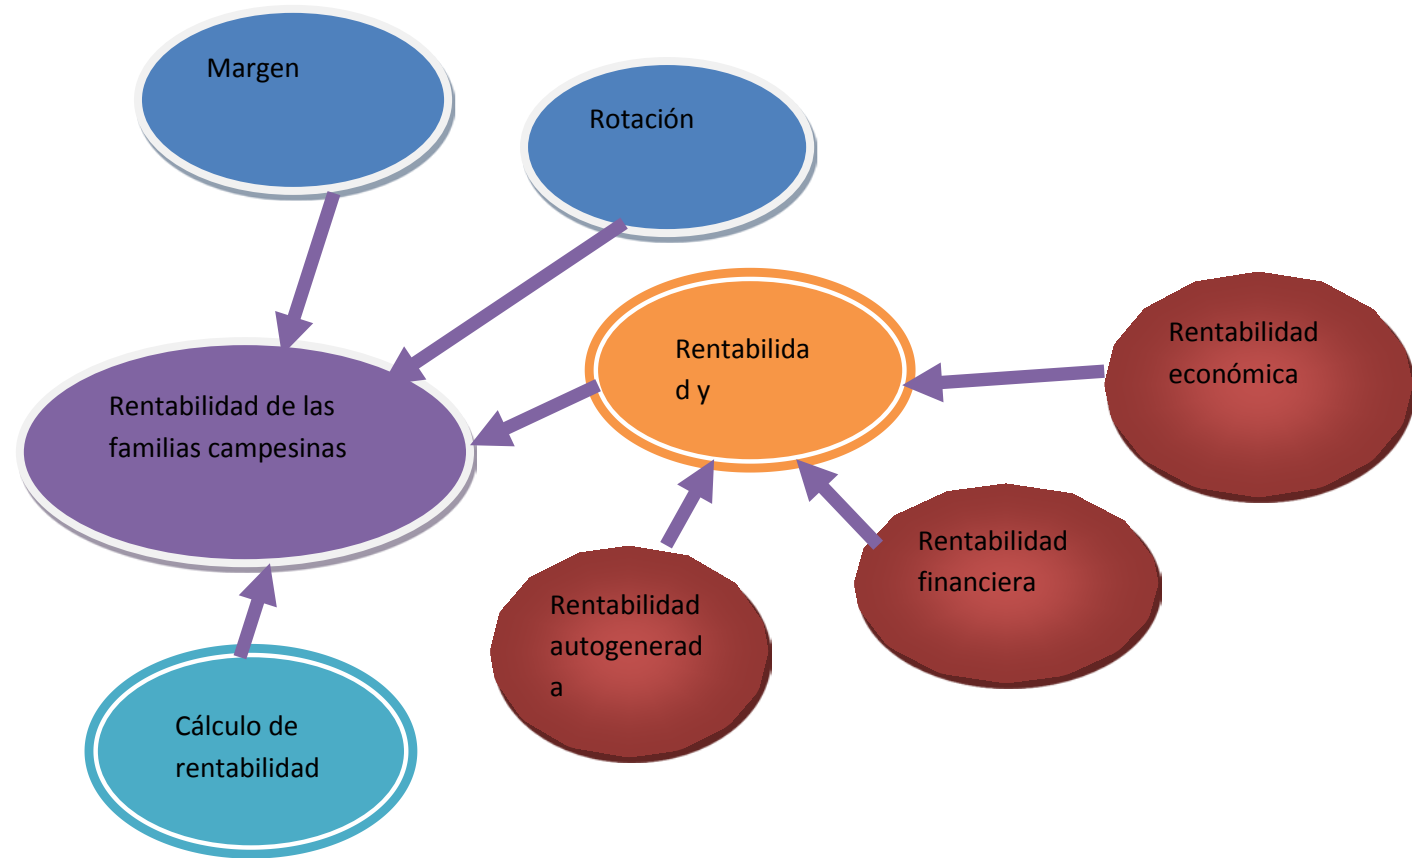 Margen
Rotación
Rentabilida
d y
Rentabilidad
económica
Rentabilidad de las
familias campesinas
Rentabilidad
financiera
Rentabilidad
autogenerad
a
Cálculo de
rentabilidad